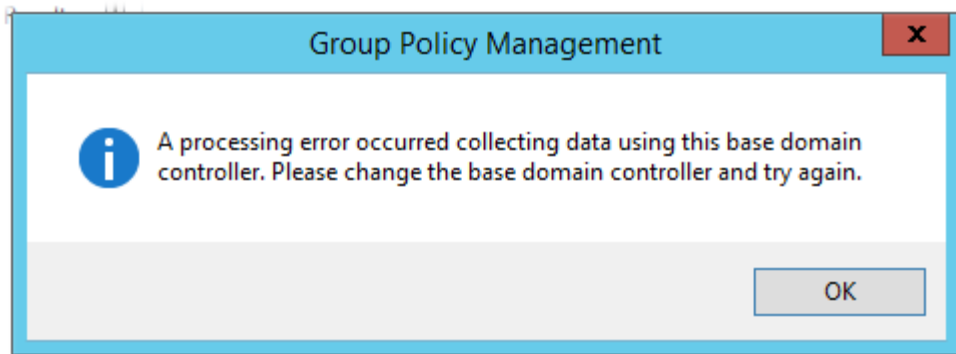 Group Policy Management
x
A processing error occurred collecting data using this base domain
controller. Please change the base domain controller and try again.
OK